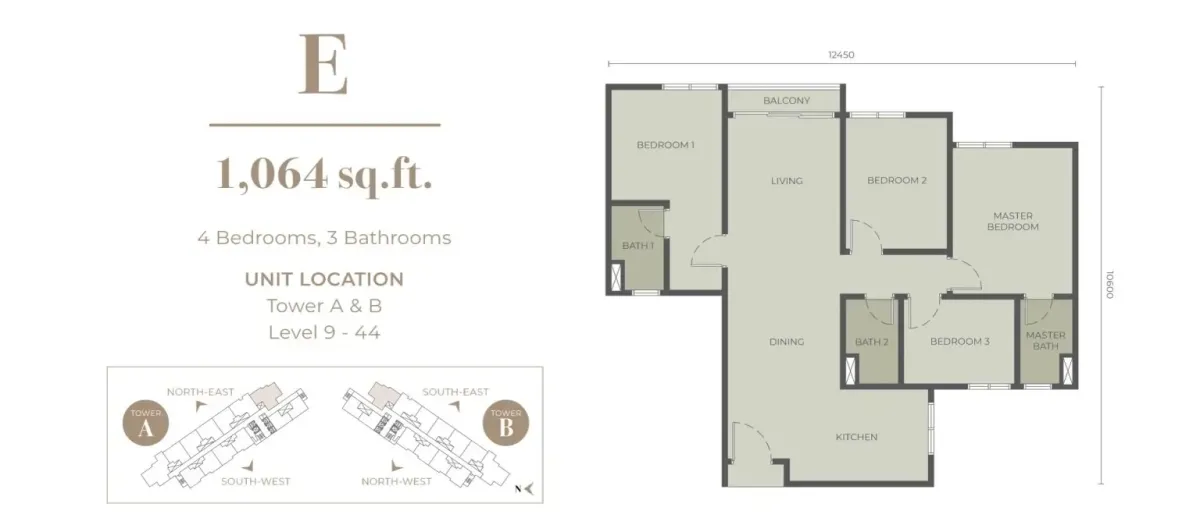 E
1,064 sq.ft.
4 Bedrooms, 3 Bathrooms
UNIT LOCATION
Tower A & B
Level 9 - 44
NORTH-EAST
TOWER
A
SOUTH-WEST
SOUTH-EAST
TOWER
B
NORTH-WEST
N
12450
10600
BALCONY
BEDROOM 1
LIVING
BEDROOM 2
MASTER
BEDROOM
BATH 1
DINING
BATH 2
BEDROOM 3
MASTER
BATH
KITCHEN